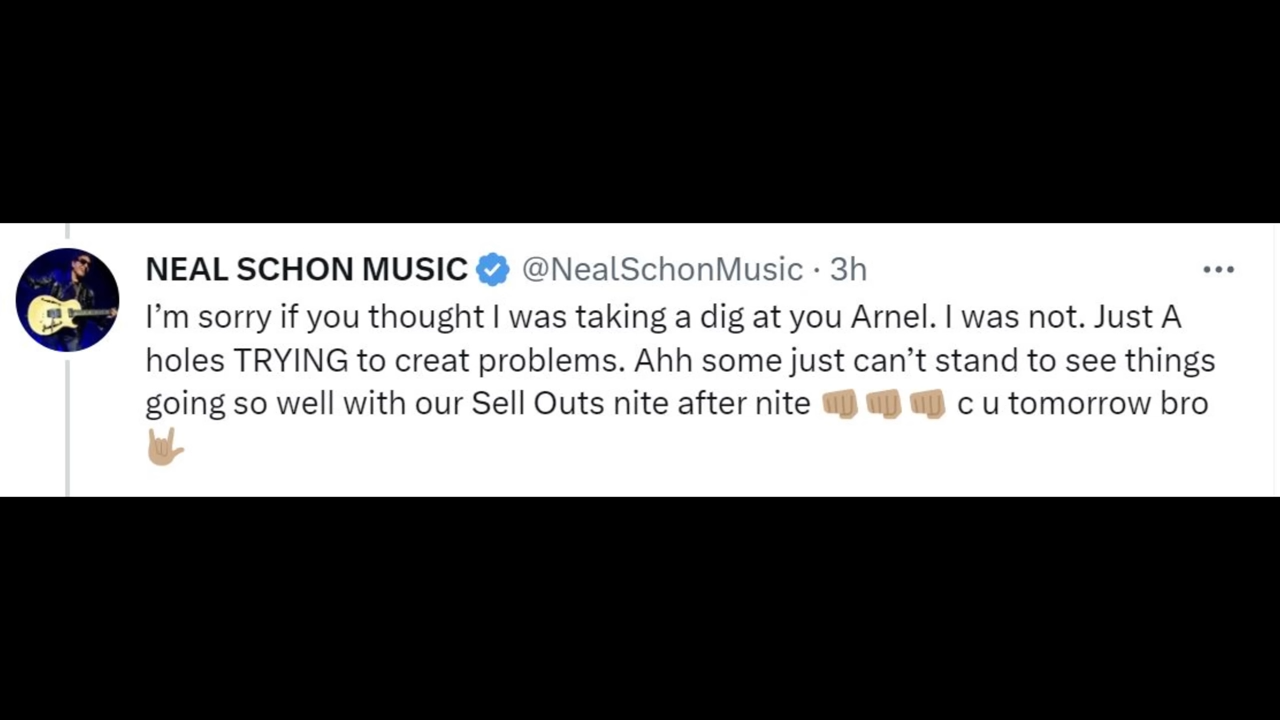 NEAL SCHON MUSIC @NealSchonMusic · 3h
I’m sorry if you thought I was taking a dig at you Arnel. I was not. Just A
holes TRYING to creat problems. Ahh some just can’t stand to see things
going so well with our Sell Outs nite after nite 👊🏽👊🏽👊🏽 c u tomorrow bro
🤟🏽